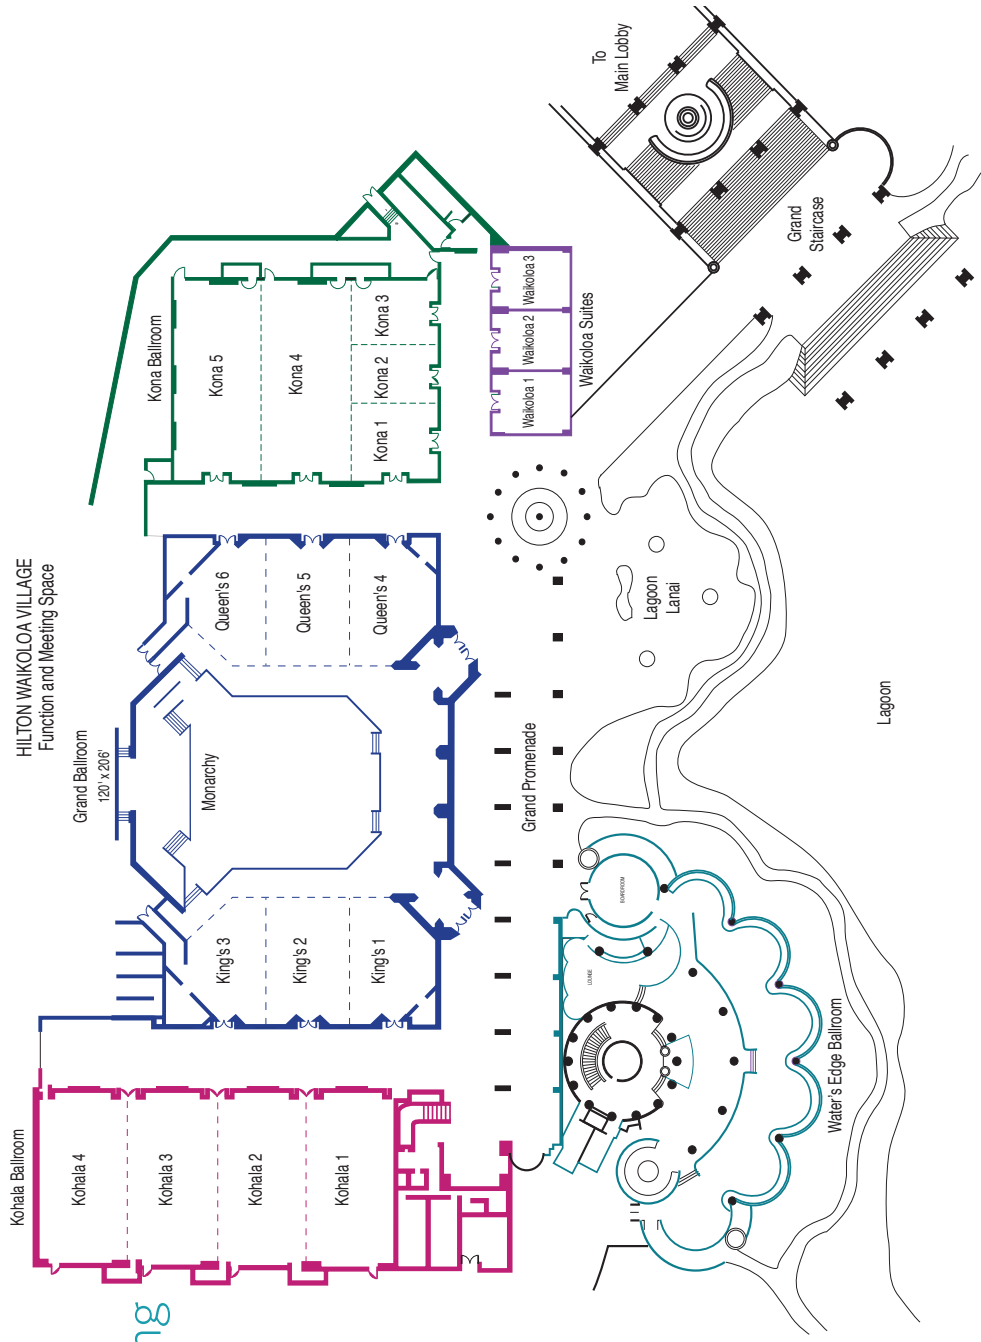 HILTON WAIKOLOA VILLAGE
Function and Meeting Space
Kohala Ballroom
Kohala 4
Kohala 3
Kohala 2
Kohala 1
Grand Ballroom
120' x 206'
King's 3
King's 2
King's 1
Monarchy
Queen's 6
Queen's 5
Queen's 4
Kona Ballroom
Kona 5
Kona 4
Kona 1
Kona 2
Kona 3
Waikoloa 1
Waikoloa 2
Waikoloa 3
Waikoloa Suites
Grand Promenade
To
Main Lobby
Grand
Staircase
Lagoon
Lanai
Lagoon
BOARDROOM
LOUNGE
Water's Edge Ballroom